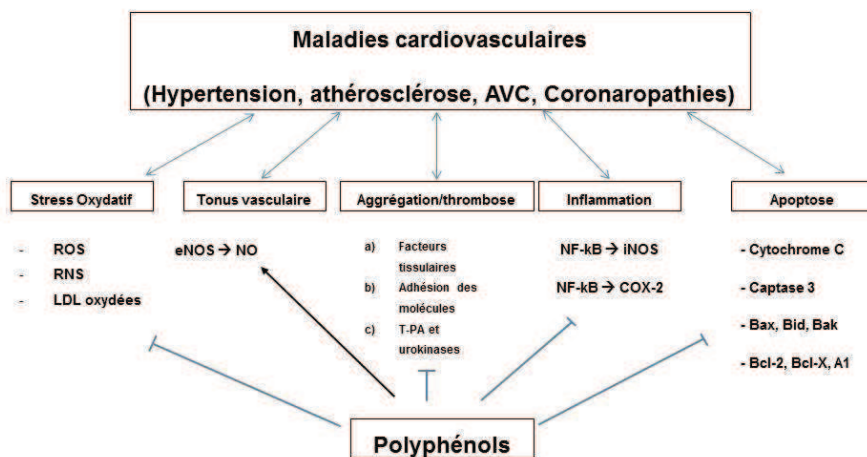 Maladies cardiovasculaires
(Hypertension, athérosclérose, AVC, Coronaropathies)
Stress Oxydatif
- ROS
- RNS
- LDL oxydées
Tonus vasculaire
eNOS → NO
Aggrégation/thrombose
a) Facteurs
tissulaires
b) Adhésion des
molécules
c) T-PA et
urokinases
Inflammation
NF-kB → iNOS
NF-kB → COX-2
Apoptose
- Cytochrome C
- Captase 3
- Bax, Bid, Bak
- Bcl-2, Bcl-X, A1
Polyphénols